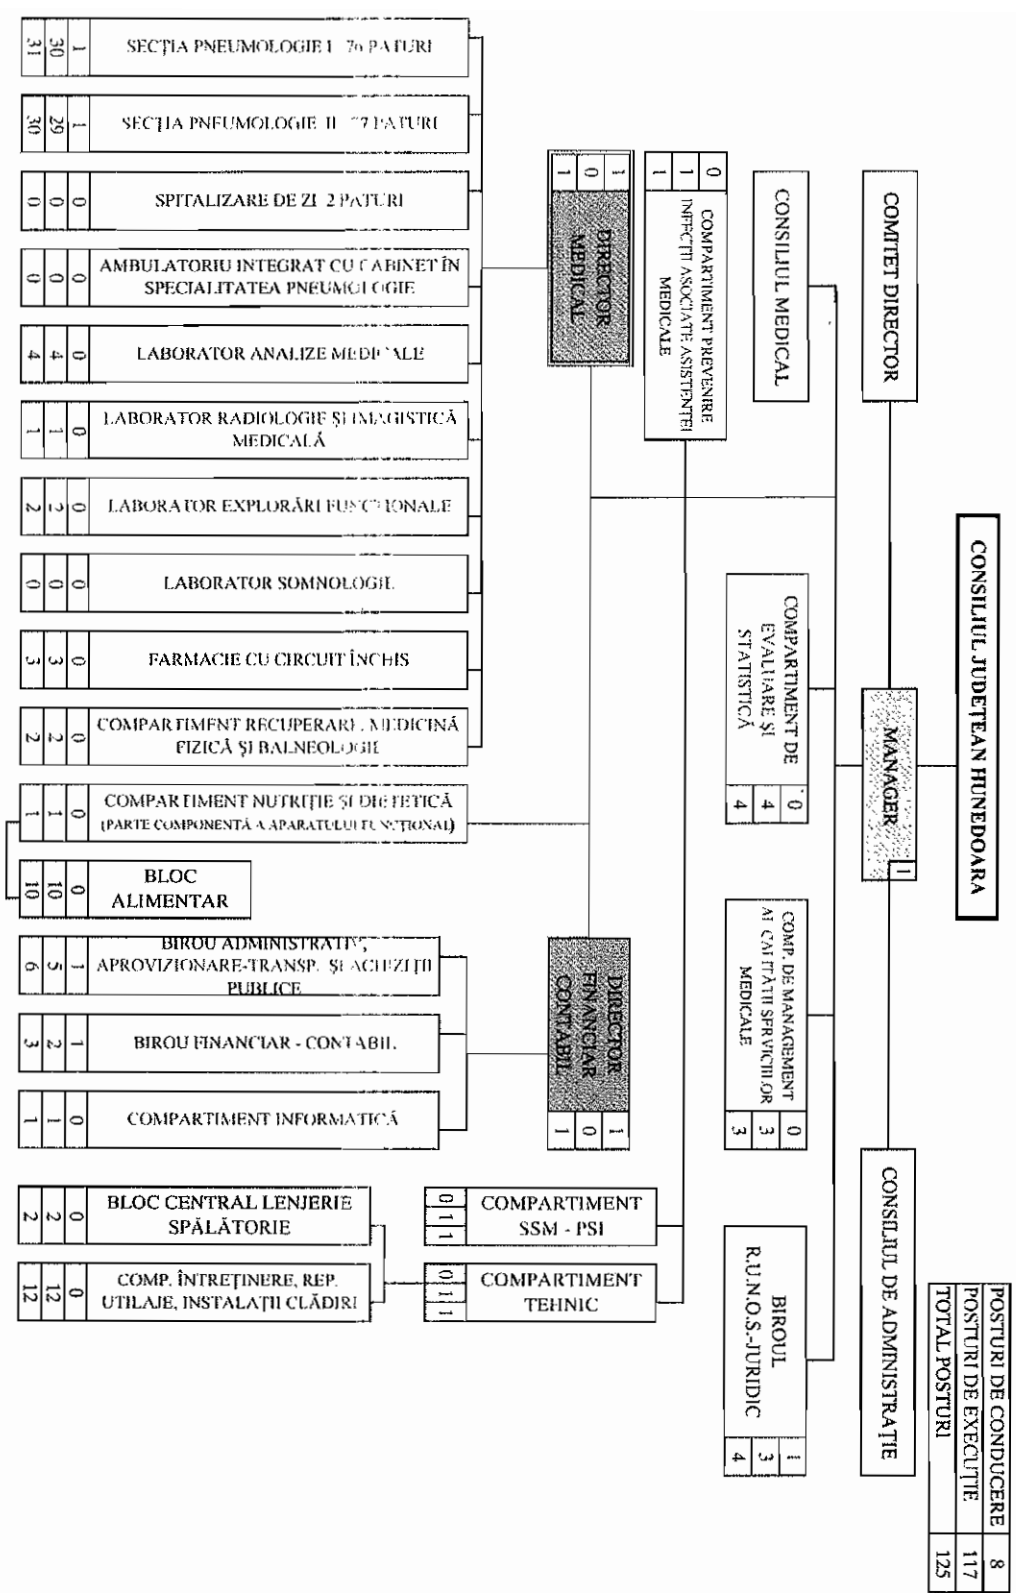 POSTURI DE CONDUCERE 8
POSTURI DE EXECUȚIE 117
TOTAL POSTURI 125
CONSILIUL JUDEȚEAN HUNEDOARA
COMITET DIRECTOR
MANAGER
1
CONSILIUL DE ADMINISTRAȚIE
CONSILIUL MEDICAL
COMPARTIMENT DE
EVALUARE ȘI
STATISTICĂ
0
4
4
COMP. DE MANAGEMENT
AL CALITĂȚII SERVICIILOR
MEDICALE
0
3
3
BIROUL
R.U.N.O.S.-JURIDIC
1
3
4
0
1
1
COMPARTIMENT PREVENIRE
INFECȚII ASOCIATE ASISTENȚEI
MEDICALE
1
0
1
DIRECTOR
MEDICAL
DIRECTOR
FINANCIAR
CONTABIL
1
0
1
COMPARTIMENT
SSM - PSI
0 1 1
COMPARTIMENT
TEHNIC
0 1 1
SECȚIA PNEUMOLOGIE I 76 PATURI
1
30
31
SECȚIA PNEUMOLOGIE II 77 PATURI
1
29
30
SPITALIZARE DE ZI 2 PATURI
0
0
0
AMBULATORIU INTEGRAT CU CABINET ÎN
SPECIALITATEA PNEUMOLOGIE
0
0
0
LABORATOR ANALIZE MEDICALE
0
4
4
LABORATOR RADIOLOGIE ȘI IMAGISTICĂ
MEDICALĂ
0
1
1
LABORATOR EXPLORĂRI FUNCȚIONALE
0
2
2
LABORATOR SOMNOLOGIE
0
0
0
FARMACIE CU CIRCUIT ÎNCHIS
0
3
3
COMPARTIMENT RECUPERARE, MEDICINĂ
FIZICĂ ȘI BALNEOLOGIE
0
2
2
COMPARTIMENT NUTRIȚIE ȘI DIETETICĂ
(PARTE COMPONENTĂ A APARATULUI FUNCȚIONAL)
0
1
1
BLOC
ALIMENTAR
0
10
10
BIROU ADMINISTRATIV,
APROVIZIONARE-TRANSP. ȘI ACHIZIȚII
PUBLICE
1
5
6
BIROU FINANCIAR - CONTABIL
1
2
3
COMPARTIMENT INFORMATICĂ
0
1
1
BLOC CENTRAL LENJERIE
SPĂLĂTORIE
0
2
2
COMP. ÎNTREȚINERE, REP.
UTILAJE, INSTALAȚII CLĂDIRI
0
12
12